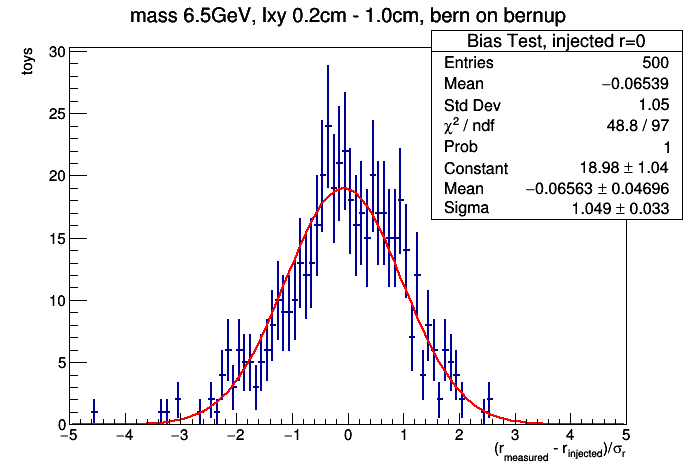 mass 6.5GeV, lxy 0.2cm - 1.0cm, bern on bernup
Bias Test, injected r=0
Entries 500
Mean −0.06539
Std Dev 1.05
χ² / ndf 48.8 / 97
Prob 1
Constant 18.98 ± 1.04
Mean −0.06563 ± 0.04696
Sigma 1.049 ± 0.033
toys
30
25
20
15
10
5
0
−5 −4 −3 −2 −1 0 1 2 3 4 5
(r_measured - r_injected)/σ_r